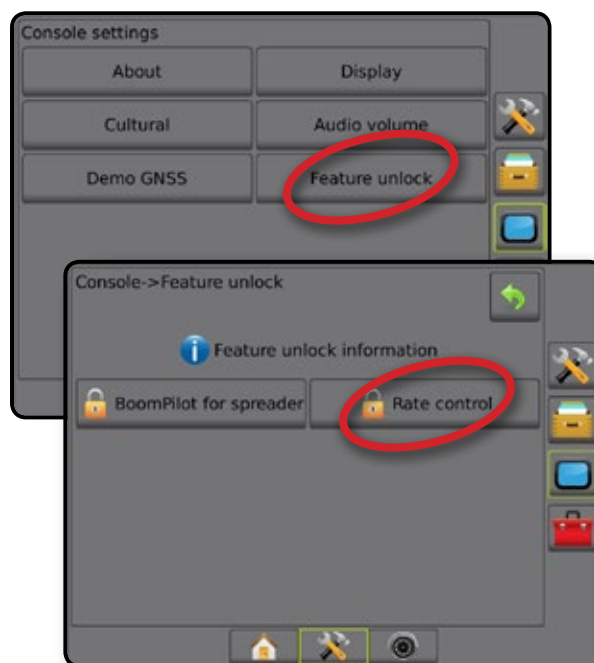 Console settings
About
Display
Cultural
Audio volume
Demo GNSS
Feature unlock
Console->Feature unlock
Feature unlock information
BoomPilot for spreader
Rate control